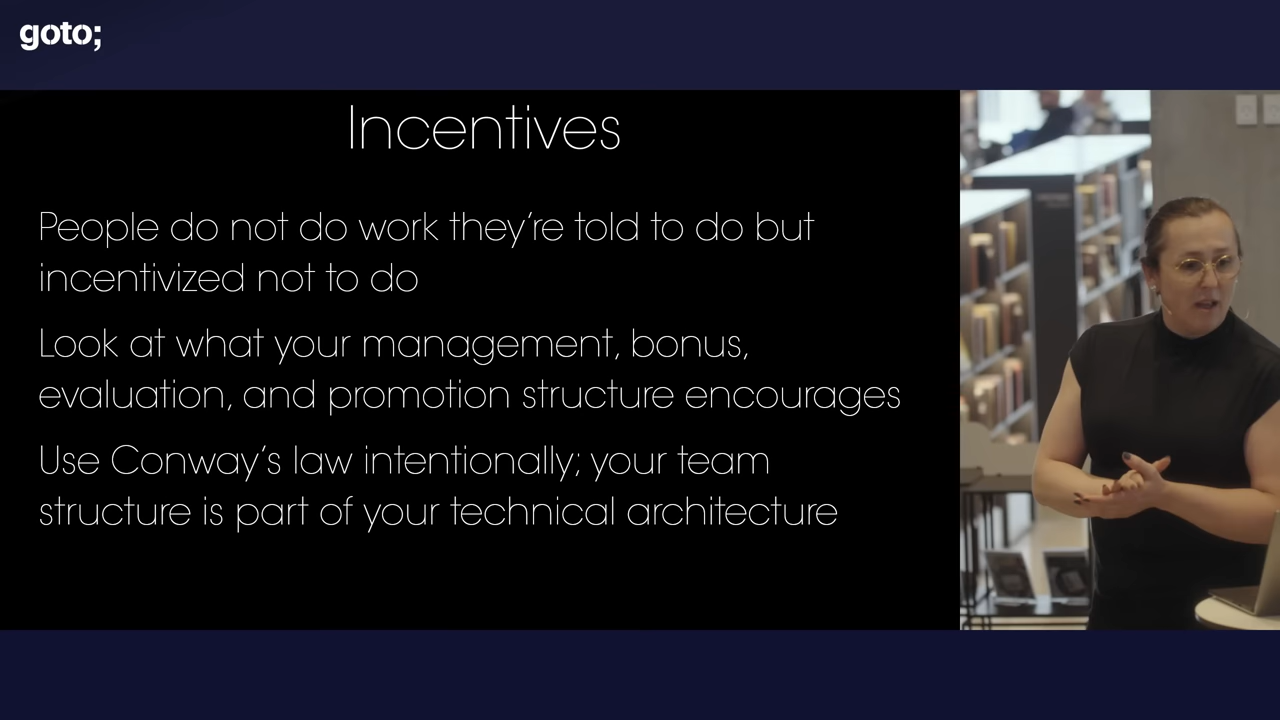 goto;
Incentives
People do not do work they're told to do but
incentivized not to do
Look at what your management, bonus,
evaluation, and promotion structure encourages
Use Conway's law intentionally; your team
structure is part of your technical architecture